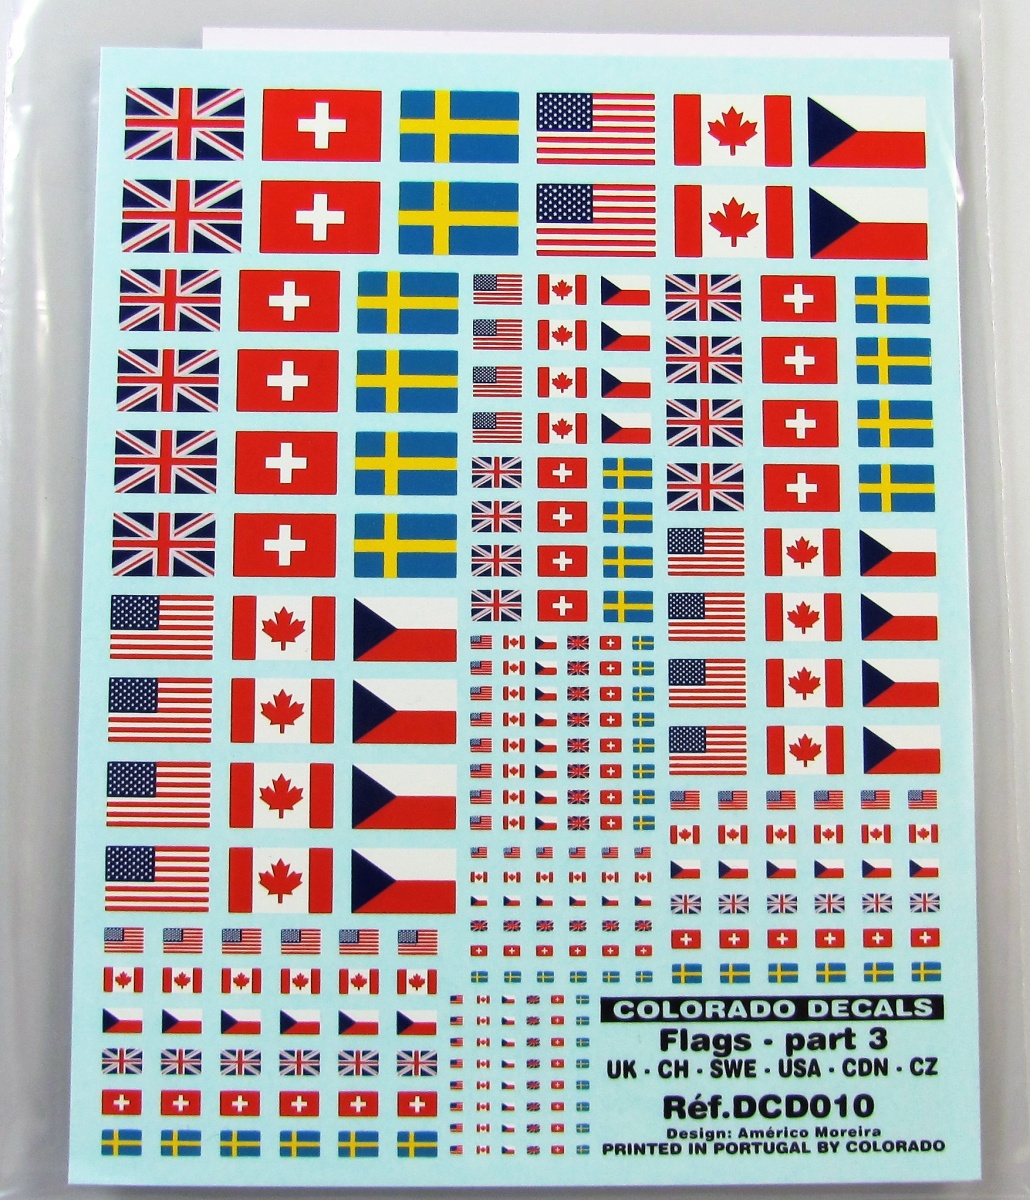 COLORADO DECALS
Flags - part 3
UK · CH · SWE · USA · CDN · CZ
Réf.DCD010
Design: Américo Moreira
PRINTED IN PORTUGAL BY COLORADO